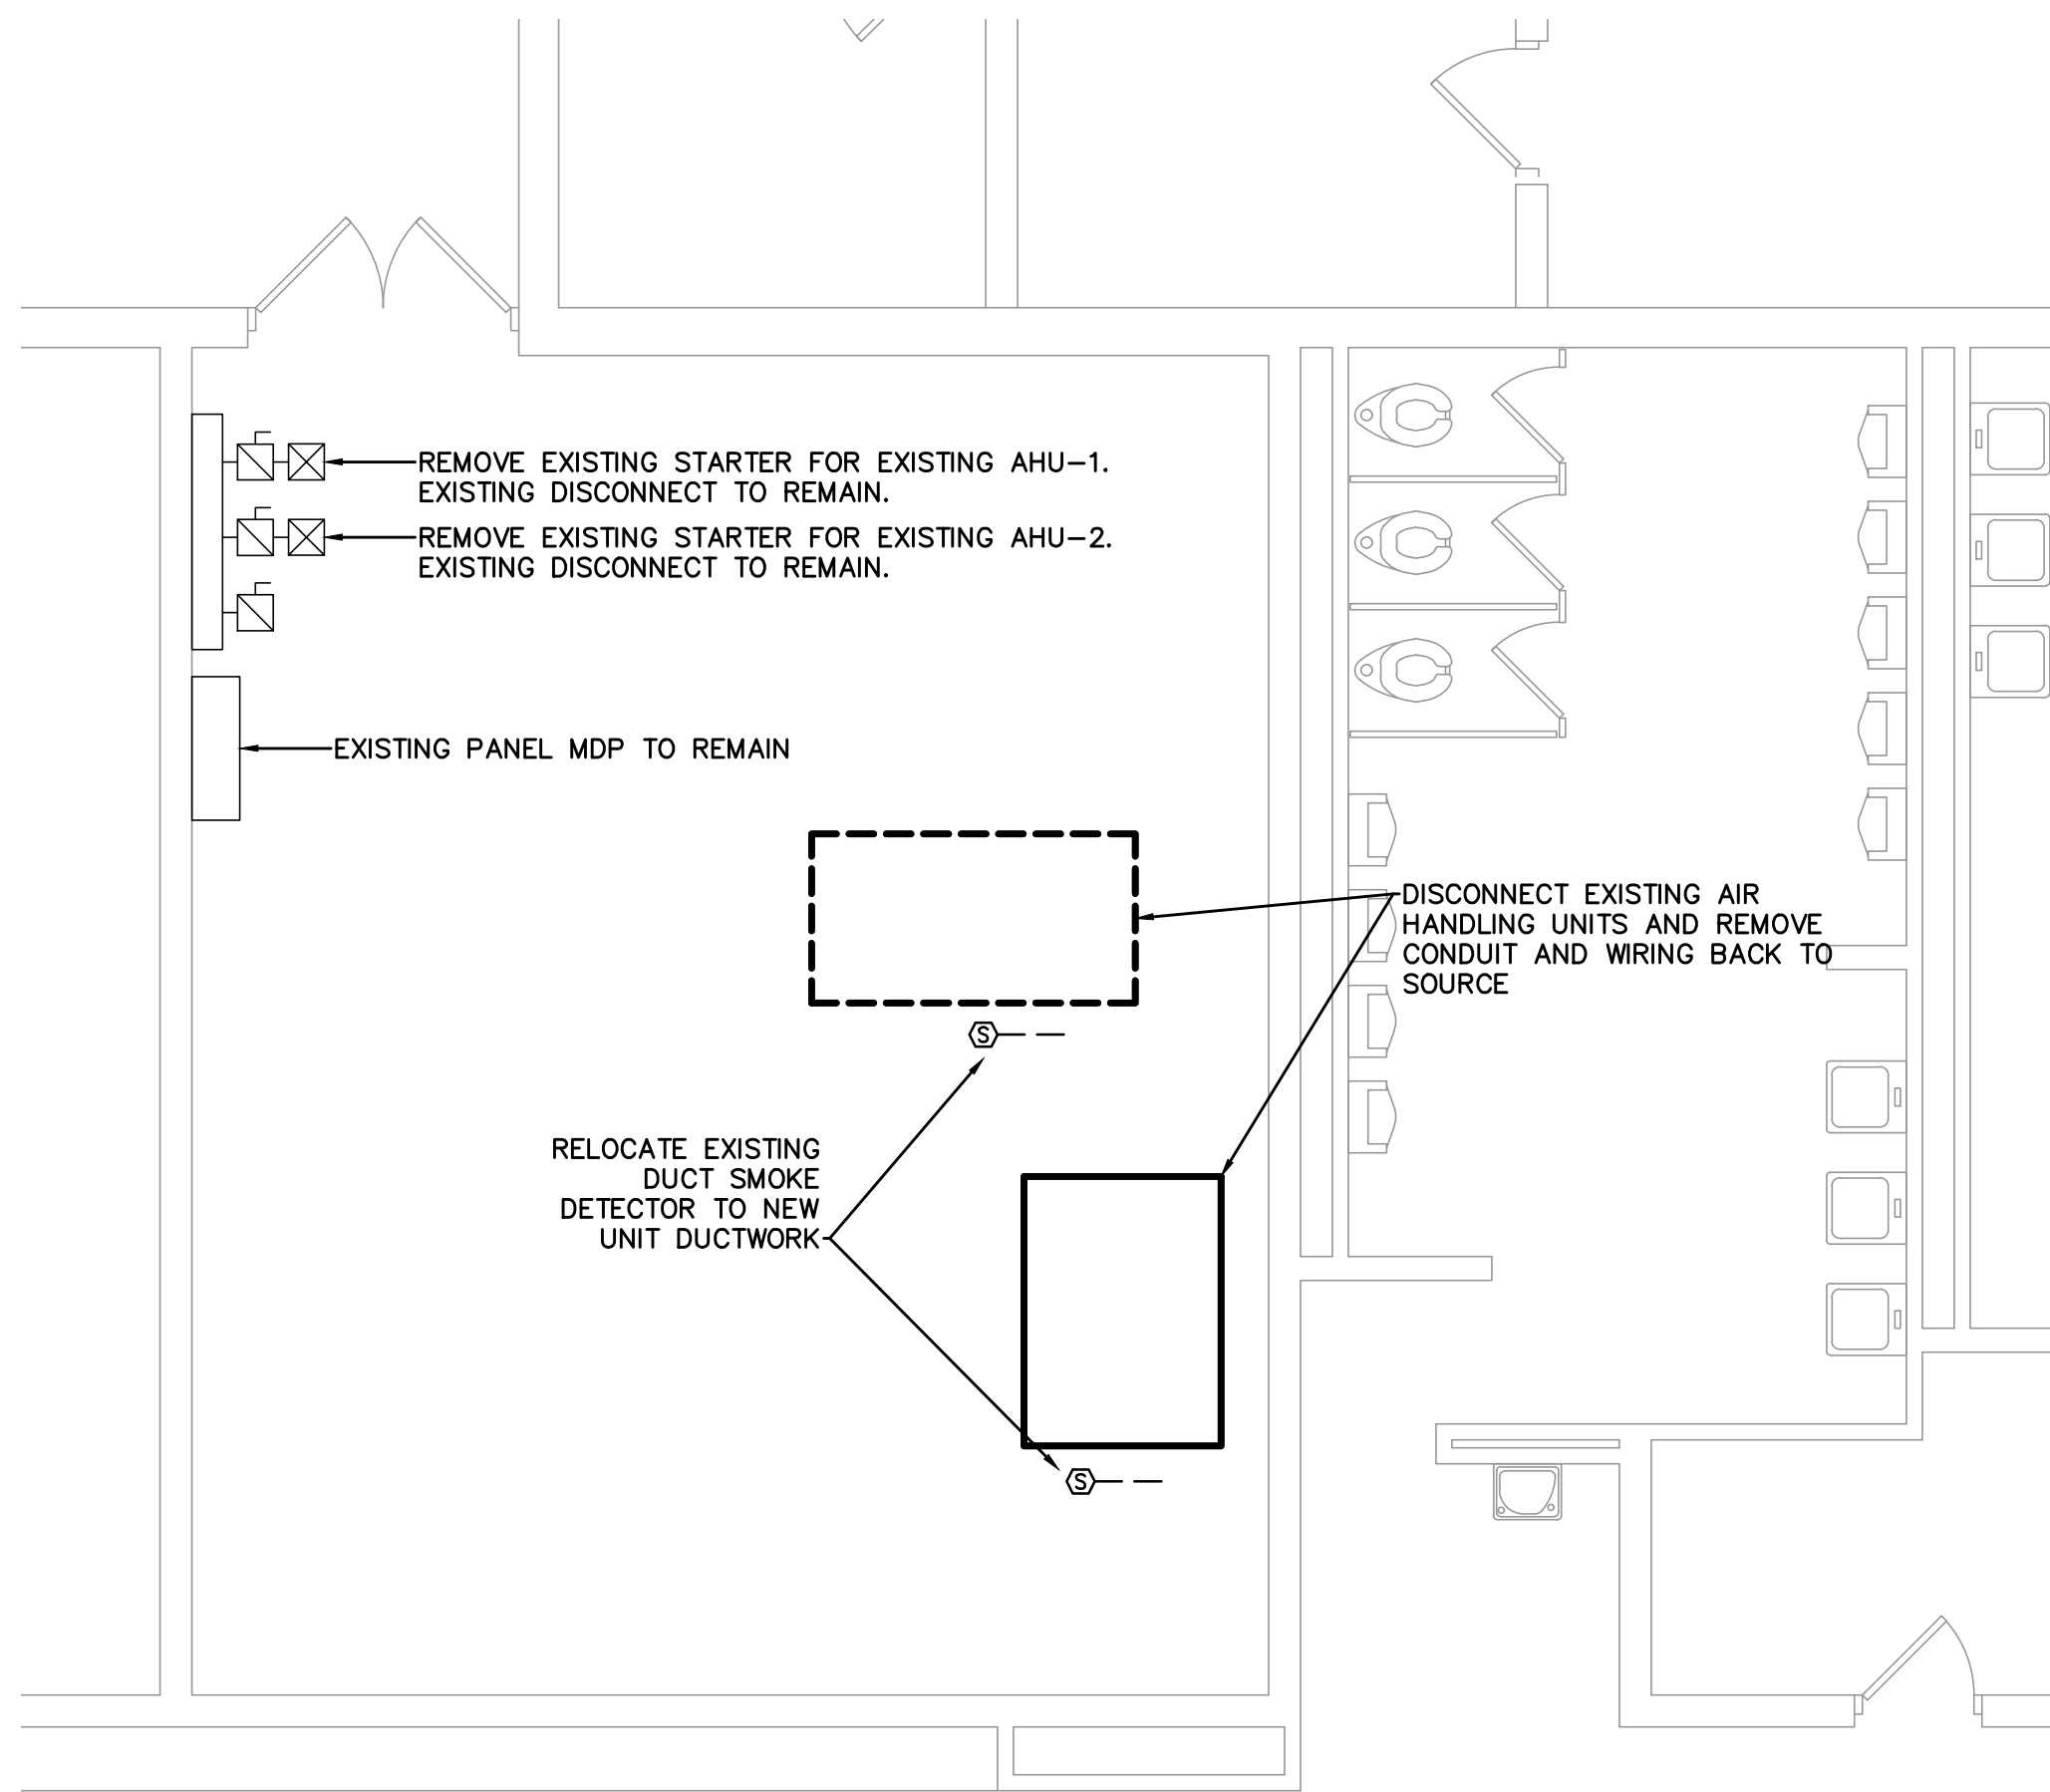 REMOVE EXISTING STARTER FOR EXISTING AHU-1.
EXISTING DISCONNECT TO REMAIN.
REMOVE EXISTING STARTER FOR EXISTING AHU-2.
EXISTING DISCONNECT TO REMAIN.
EXISTING PANEL MDP TO REMAIN
DISCONNECT EXISTING AIR
HANDLING UNITS AND REMOVE
CONDUIT AND WIRING BACK TO
SOURCE
S
RELOCATE EXISTING
DUCT SMOKE
DETECTOR TO NEW
UNIT DUCTWORK
S